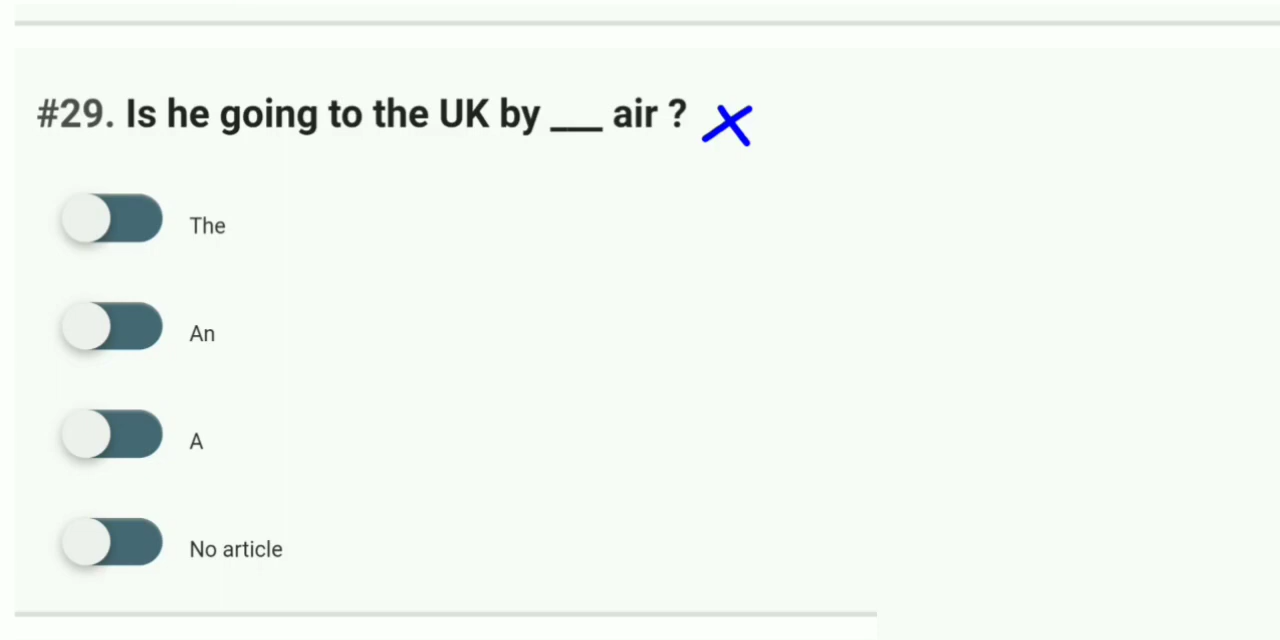 #29. Is he going to the UK by ___ air ?
The
An
A
No article